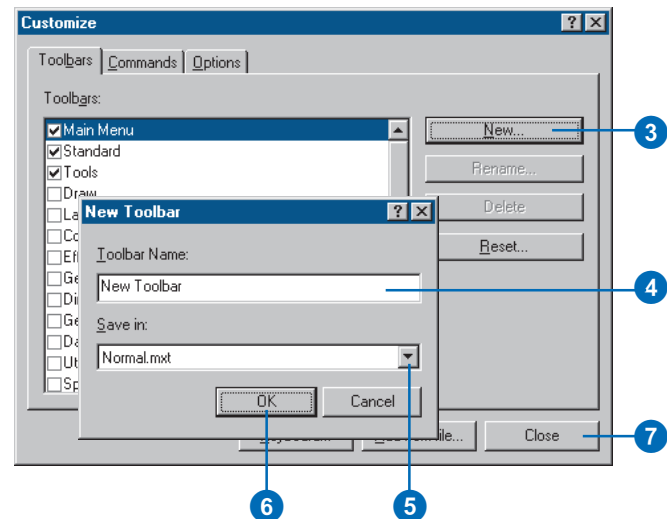 Customize
Toolbars Commands Options
Toolbars:
Main Menu
Standard
Tools
Draw
New...
Rename...
Delete
Reset...
New Toolbar
Toolbar Name:
New Toolbar
Save in:
Normal.mxt
OK Cancel
Close
3
4
7
6
5